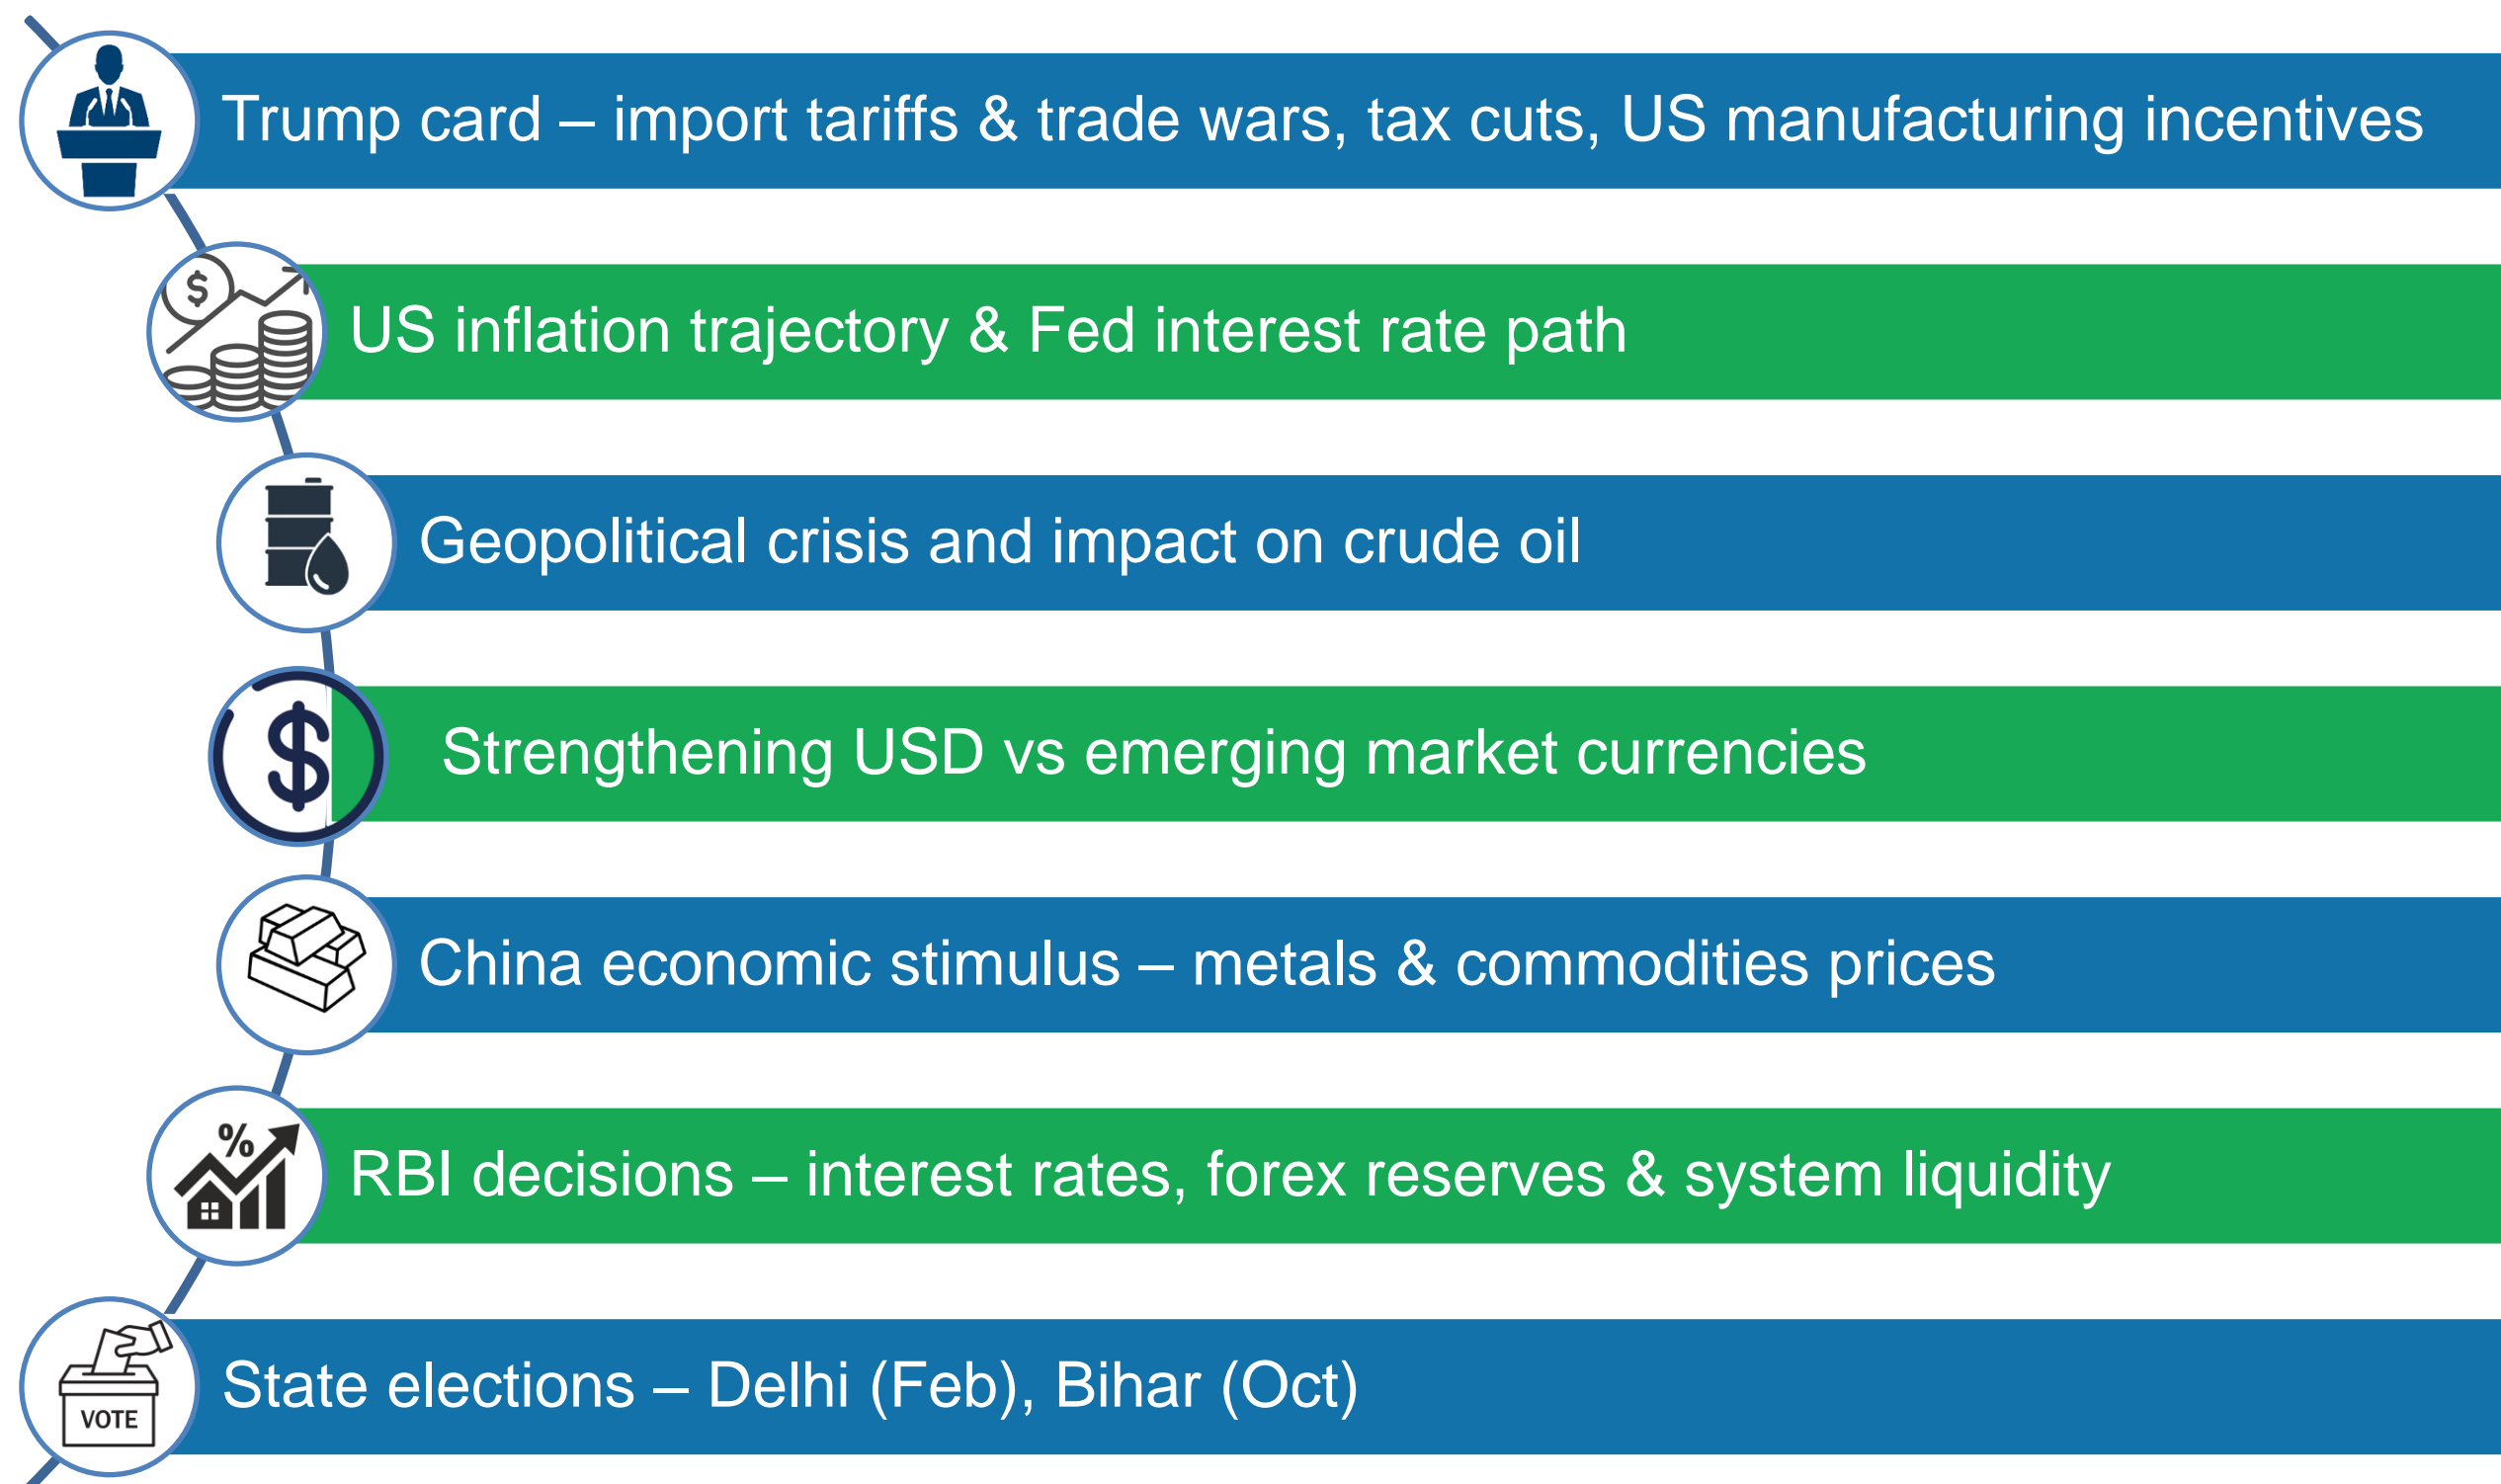 Trump card – import tariffs & trade wars, tax cuts, US manufacturing incentives
$
US inflation trajectory & Fed interest rate path
Geopolitical crisis and impact on crude oil
$
Strengthening USD vs emerging market currencies
China economic stimulus – metals & commodities prices
%
RBI decisions – interest rates, forex reserves & system liquidity
State elections – Delhi (Feb), Bihar (Oct)
VOTE